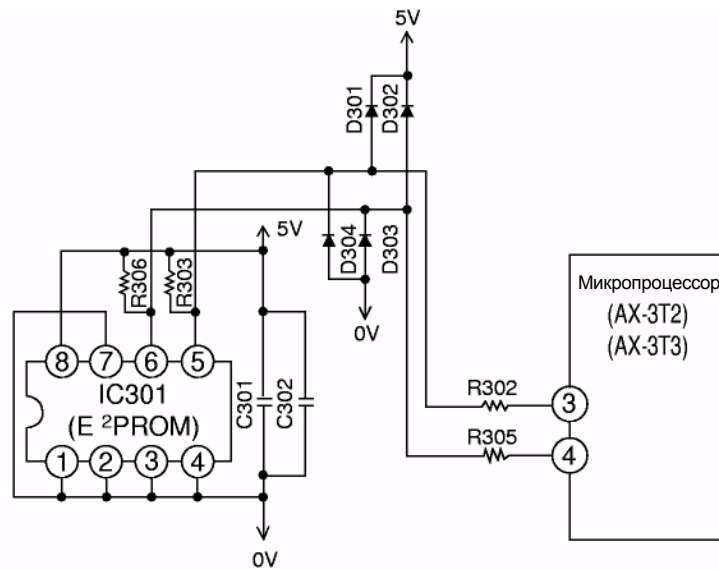 5V
D301
D302
5V
D304
D303
R306
R303
0V
Микропроцессор
(AX-3T2)
(AX-3T3)
8 7 6 5
IC301
(E ²PROM)
C301
C302
R302
3
R305
4
1 2 3 4
0V